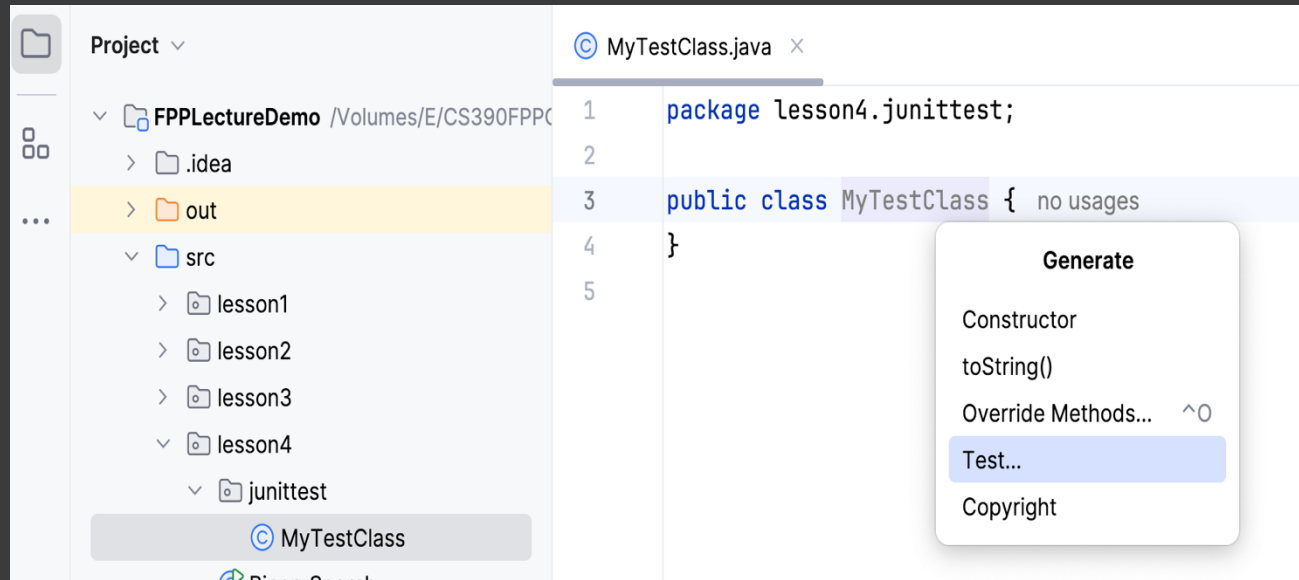 Project
FPPLectureDemo /Volumes/E/CS390FPP
.idea
out
src
lesson1
lesson2
lesson3
lesson4
junittest
MyTestClass
MyTestClass.java
1 package lesson4.junittest;
2
3 public class MyTestClass { no usages
4 }
5
Generate
Constructor
toString()
Override Methods... ^O
Test...
Copyright